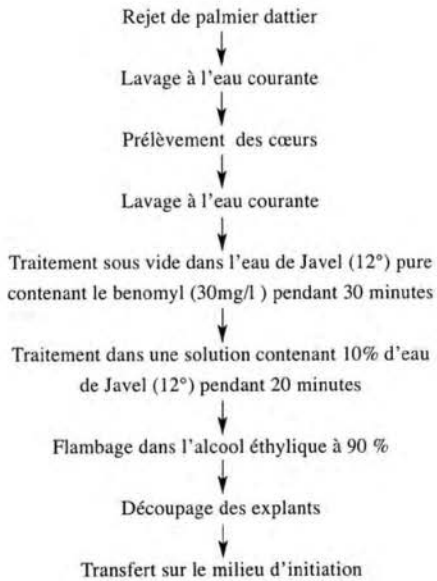 Rejet de palmier dattier
Lavage à l'eau courante
Prélèvement des cœurs
Lavage à l'eau courante
Traitement sous vide dans l'eau de Javel (12°) pure
contenant le benomyl (30mg/l ) pendant 30 minutes
Traitement dans une solution contenant 10% d'eau
de Javel (12°) pendant 20 minutes
Flambage dans l'alcool éthylique à 90 %
Découpage des explants
Transfert sur le milieu d'initiation